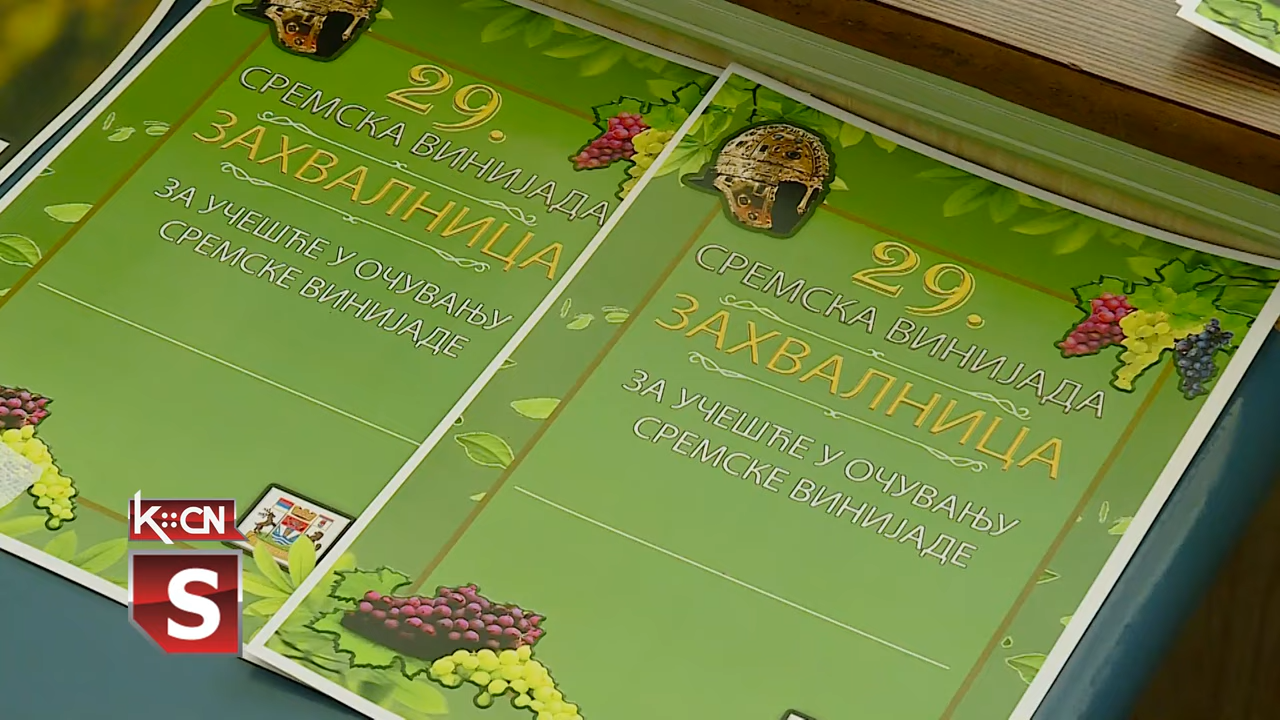 29.
СРЕМСКА ВИНИЈАДА
ЗАХВАЛНИЦА
ЗА УЧЕШЋЕ У ОЧУВАЊУ
СРЕМСКЕ ВИНИЈАДЕ
29.
СРЕМСКА ВИНИЈАДА
ЗАХВАЛНИЦА
ЗА УЧЕШЋЕ У ОЧУВАЊУ
СРЕМСКЕ ВИНИЈАДЕ
K::CN
S